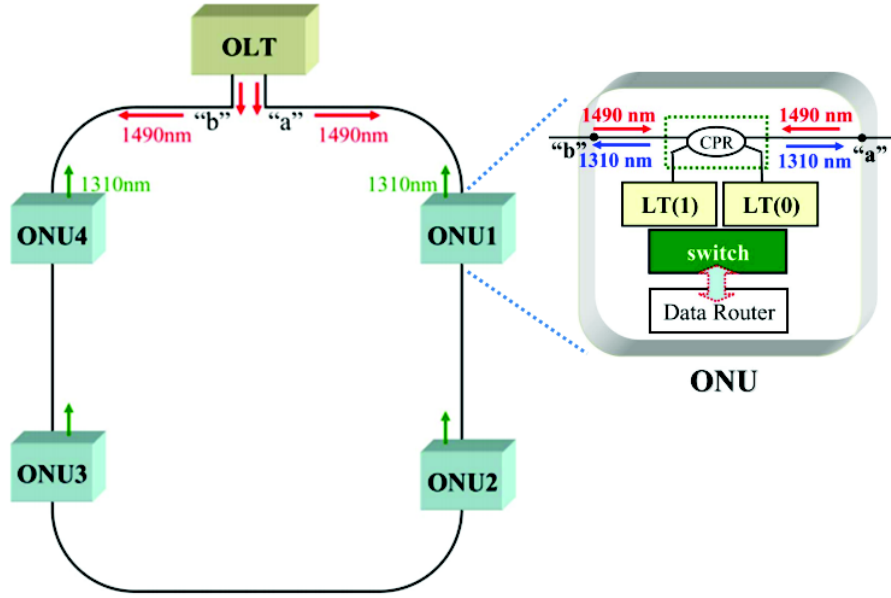 OLT
“b” “a”
1490nm 1490nm
1310nm 1310nm
ONU4 ONU1
ONU3 ONU2
1490 nm 1490 nm
CPR
“b” “a”
1310 nm 1310 nm
LT(1) LT(0)
switch
Data Router
ONU